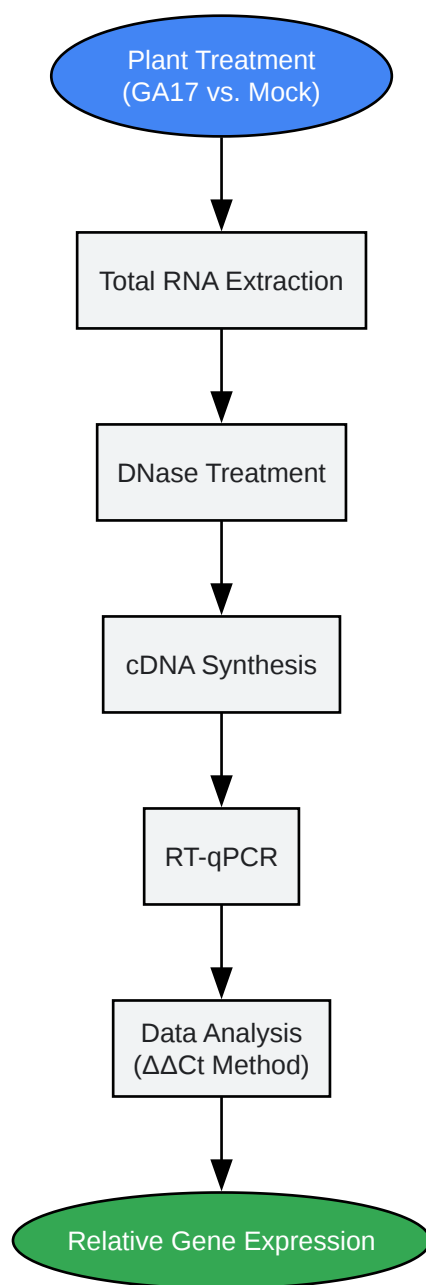 Plant Treatment
(GA17 vs. Mock)
Total RNA Extraction
DNase Treatment
cDNA Synthesis
RT-qPCR
Data Analysis
(ΔΔCt Method)
Relative Gene Expression